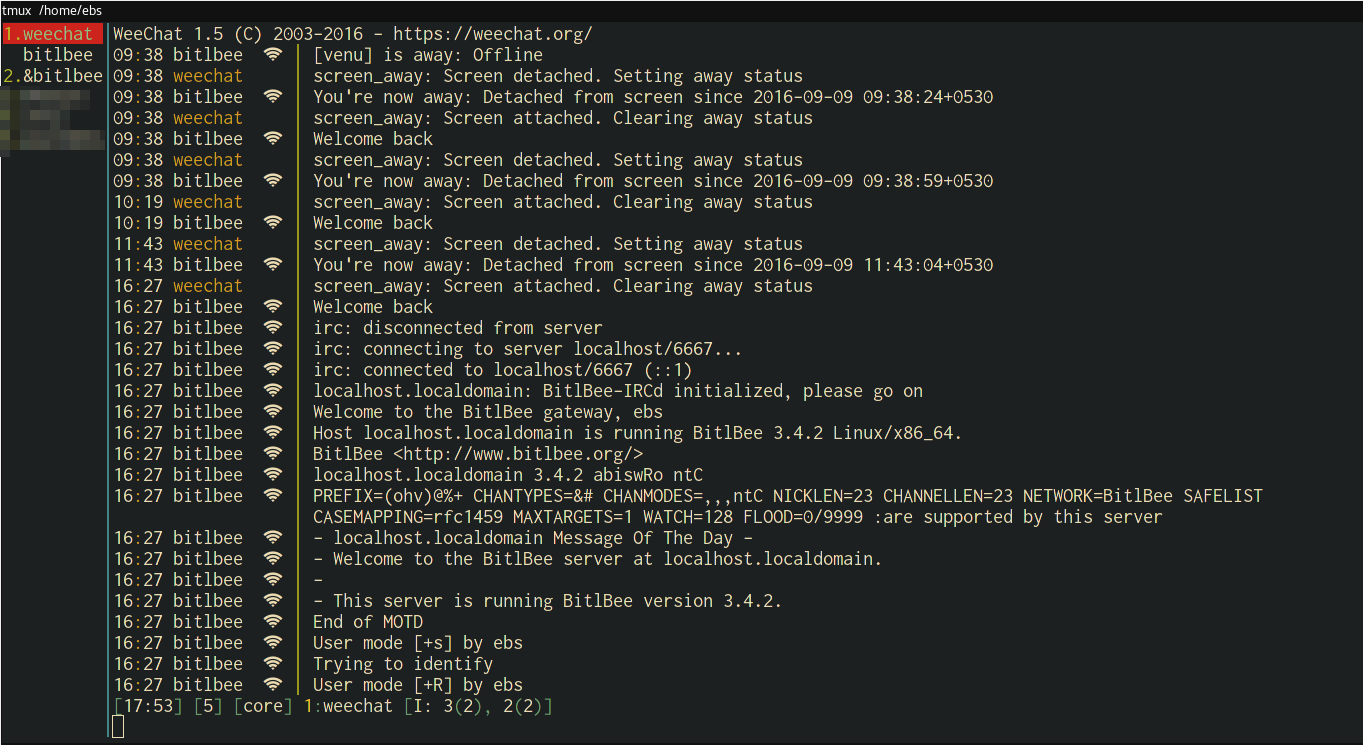 tmux /home/ebs
1.weechat
bitlbee
2.&bitlbee
WeeChat 1.5 (C) 2003-2016 - https://weechat.org/
09:38 bitlbee [venu] is away: Offline
09:38 weechat screen_away: Screen detached. Setting away status
09:38 bitlbee You're now away: Detached from screen since 2016-09-09 09:38:24+0530
09:38 weechat screen_away: Screen attached. Clearing away status
09:38 bitlbee Welcome back
09:38 weechat screen_away: Screen detached. Setting away status
09:38 bitlbee You're now away: Detached from screen since 2016-09-09 09:38:59+0530
10:19 weechat screen_away: Screen attached. Clearing away status
10:19 bitlbee Welcome back
11:43 weechat screen_away: Screen detached. Setting away status
11:43 bitlbee You're now away: Detached from screen since 2016-09-09 11:43:04+0530
16:27 weechat screen_away: Screen attached. Clearing away status
16:27 bitlbee Welcome back
16:27 bitlbee irc: disconnected from server
16:27 bitlbee irc: connecting to server localhost/6667...
16:27 bitlbee irc: connected to localhost/6667 (::1)
16:27 bitlbee localhost.localdomain: BitlBee-IRCd initialized, please go on
16:27 bitlbee Welcome to the BitlBee gateway, ebs
16:27 bitlbee Host localhost.localdomain is running BitlBee 3.4.2 Linux/x86_64.
16:27 bitlbee BitlBee <http://www.bitlbee.org/>
16:27 bitlbee localhost.localdomain 3.4.2 abiswRo ntC
16:27 bitlbee PREFIX=(ohv)@%+ CHANTYPES=&# CHANMODES=,,,ntC NICKLEN=23 CHANNELLEN=23 NETWORK=BitlBee SAFELIST
CASEMAPPING=rfc1459 MAXTARGETS=1 WATCH=128 FLOOD=0/9999 :are supported by this server
16:27 bitlbee - localhost.localdomain Message Of The Day -
16:27 bitlbee - Welcome to the BitlBee server at localhost.localdomain.
16:27 bitlbee -
16:27 bitlbee - This server is running BitlBee version 3.4.2.
16:27 bitlbee End of MOTD
16:27 bitlbee User mode [+s] by ebs
16:27 bitlbee Trying to identify
16:27 bitlbee User mode [+R] by ebs
[17:53] [5] [core] 1:weechat [I: 3(2), 2(2)]